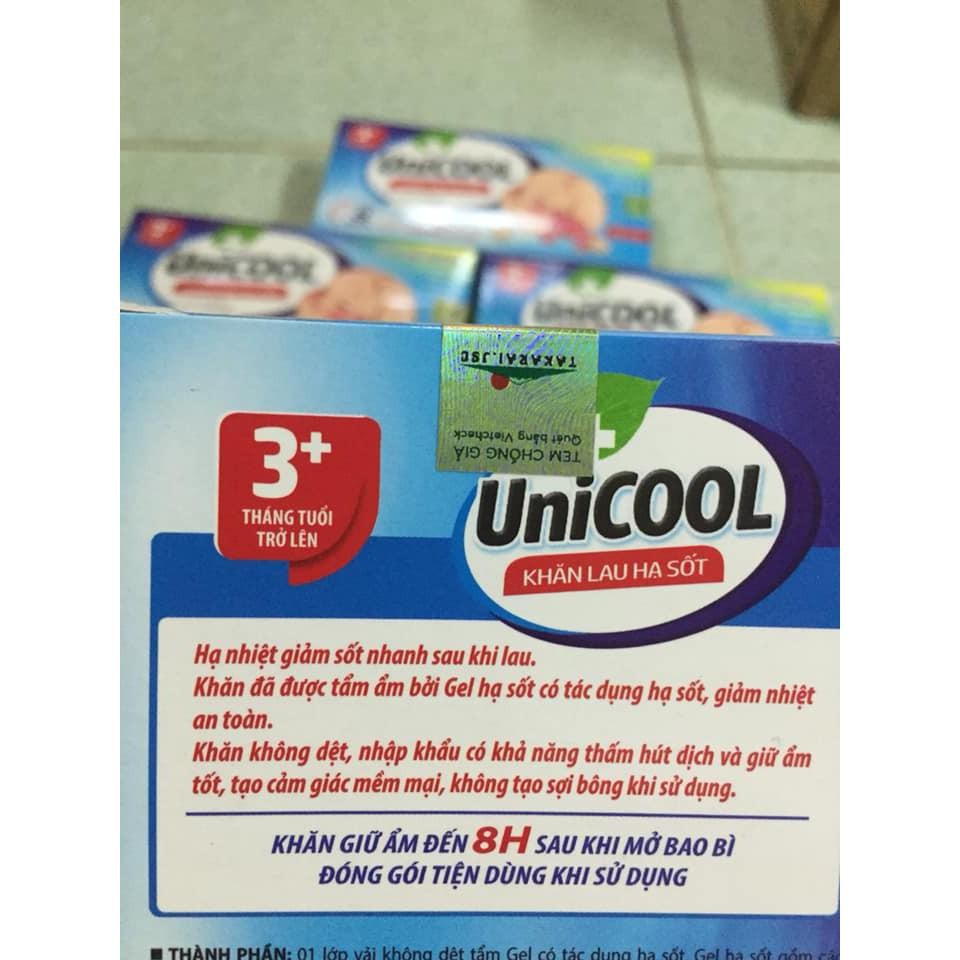 UniCOOL
UniCOOL
UniCOOL
TAKARAI.JSC
Quét bằng Vietcheck
TEM CHỐNG GIẢ
3+
THÁNG TUỔI
TRỞ LÊN
UniCOOL
KHĂN LAU HẠ SỐT
Hạ nhiệt giảm sốt nhanh sau khi lau.
Khăn đã được tẩm ẩm bởi Gel hạ sốt có tác dụng hạ sốt, giảm nhiệt
an toàn.
Khăn không dệt, nhập khẩu có khả năng thấm hút dịch và giữ ẩm
tốt, tạo cảm giác mềm mại, không tạo sợi bông khi sử dụng.
KHĂN GIỮ ẨM ĐẾN 8H SAU KHI MỞ BAO BÌ
ĐÓNG GÓI TIỆN DÙNG KHI SỬ DỤNG
THÀNH PHẦN: 01 lớp vải không dệt tẩm Gel có tác dụng hạ sốt. Gel hạ sốt gồm